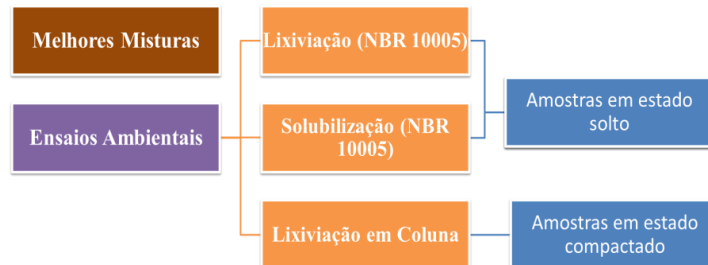 Melhores Misturas
Lixiviação (NBR 10005)
Ensaios Ambientais
Solubilização (NBR
10005)
Amostras em estado
solto
Lixiviação em Coluna
Amostras em estado
compactado